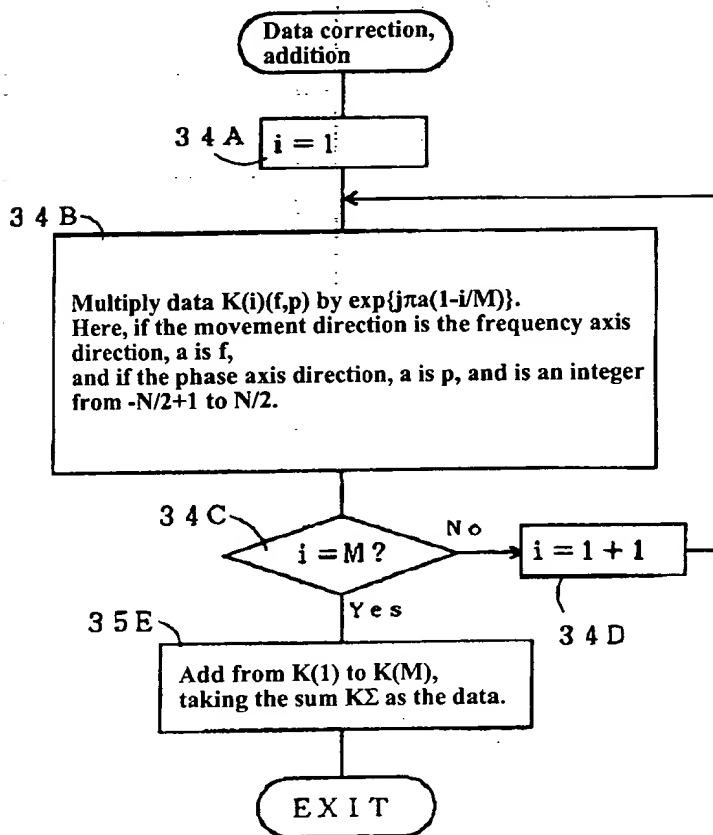 Data correction,
addition
34A
i = 1
34B
Multiply data K(i)(f,p) by exp{jπa(1-i/M)}.
Here, if the movement direction is the frequency axis
direction, a is f,
and if the phase axis direction, a is p, and is an integer
from -N/2+1 to N/2.
34C
i = M ?
No
i = 1 + 1
34D
Yes
35E
Add from K(1) to K(M),
taking the sum KΣ as the data.
EXIT